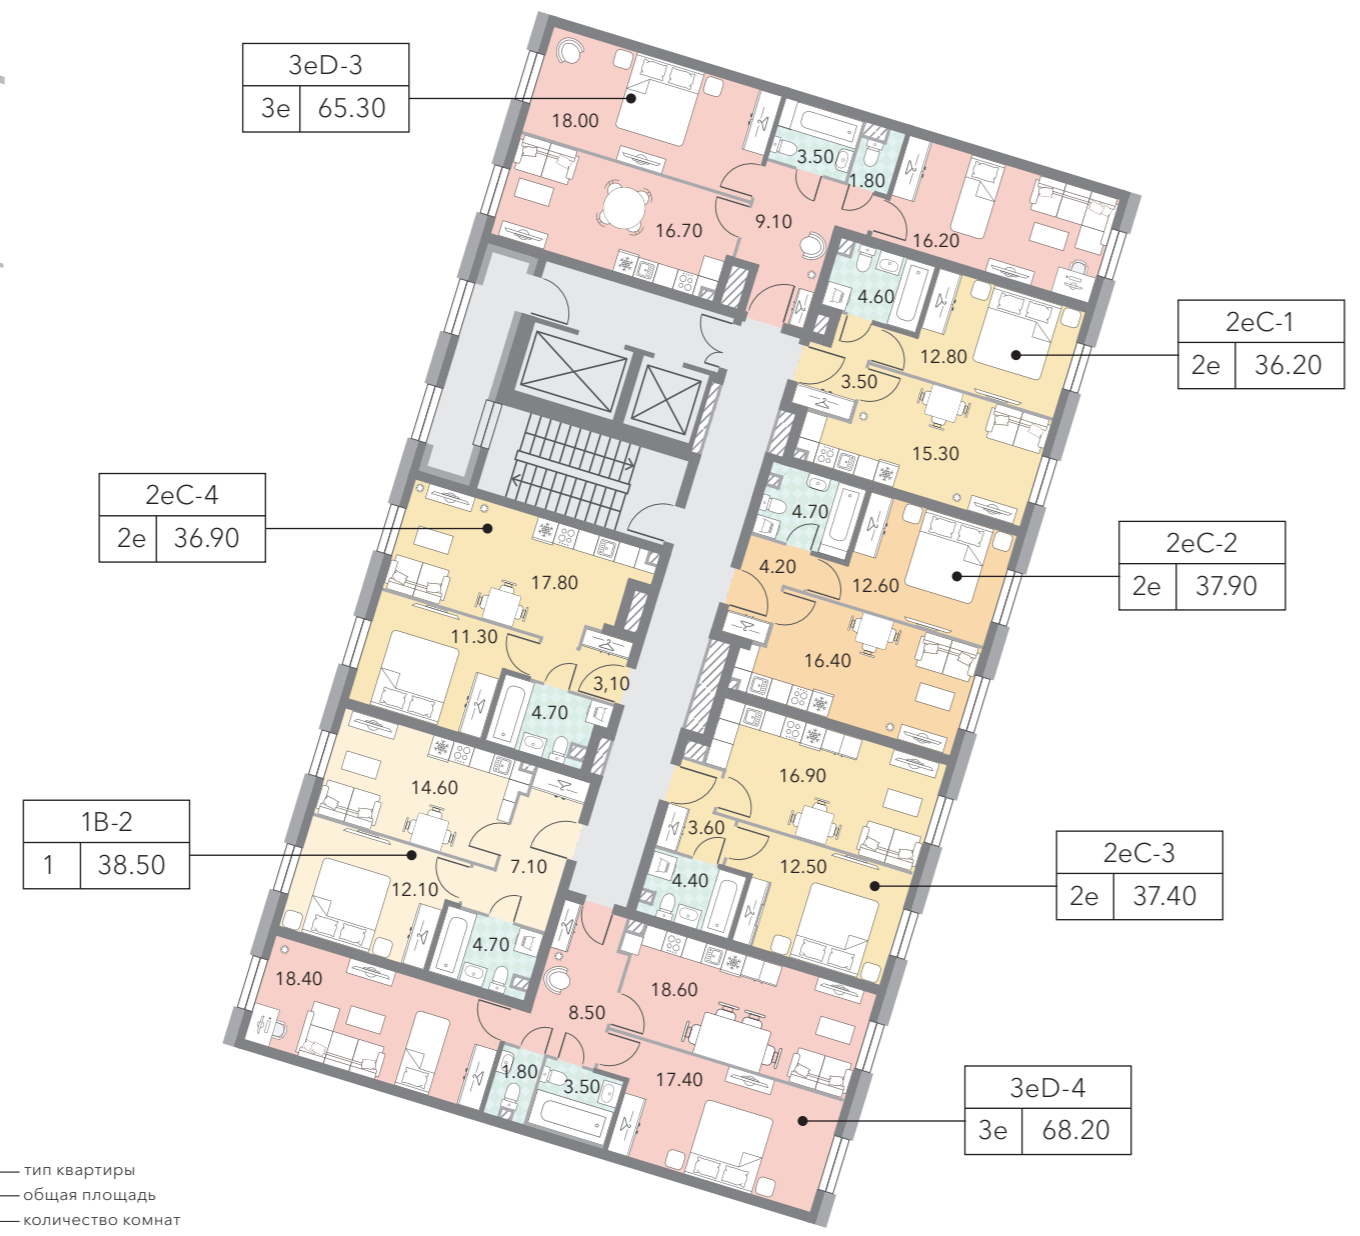 3eD-3
3e 65.30
18.00
3.50
1.80
16.70
9.10
16.20
4.60
2eC-1
2e 36.20
12.80
3.50
15.30
2eC-4
2e 36.90
4.70
2eC-2
2e 37.90
17.80
4.20
12.60
11.30
3,10
16.40
4.70
16.90
14.60
1B-2
1 38.50
3.60
2eC-3
2e 37.40
7.10
12.50
12.10
4.40
4.70
18.40
18.60
8.50
1.80
3.50
17.40
3eD-4
3e 68.20
тип квартиры
общая площадь
количество комнат